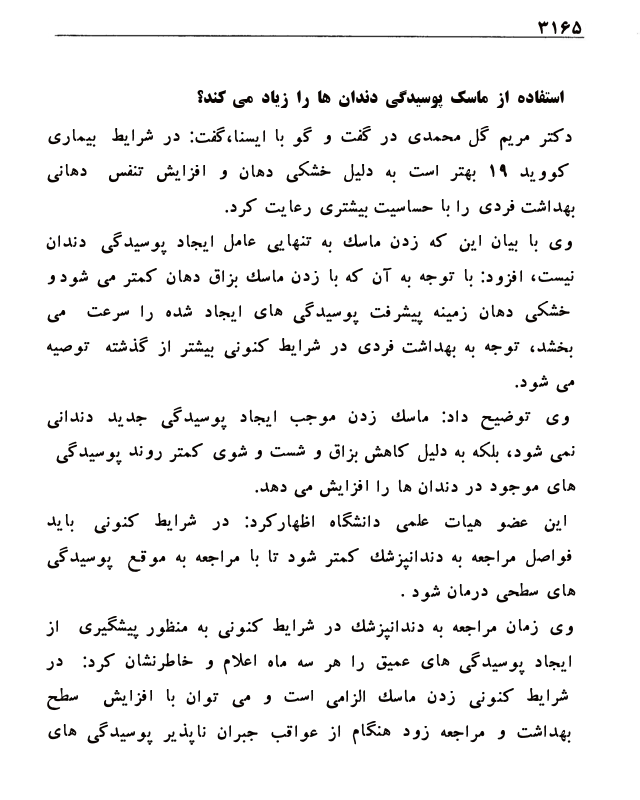 ۳۱۶۵
استفاده از ماسک پوسیدگی دندان ها را زیاد می کند؟
دکتر مریم گل محمدی در گفت و گو با ایسنا،گفت: در شرایط بیماری
کووید ۱۹ بهتر است به دلیل خشکی دهان و افزایش تنفس دهانی
بهداشت فردی را با حساسیت بیشتری رعایت کرد.
وی با بیان این که زدن ماسك به تنهایی عامل ایجاد پوسیدگی دندان
نیست، افزود: با توجه به آن که با زدن ماسك بزاق دهان کمتر می شود و
خشکی دهان زمینه پیشرفت پوسیدگی های ایجاد شده را سرعت می
بخشد، توجه به بهداشت فردی در شرایط کنونی بیشتر از گذشته توصیه
می شود.
وی توضیح داد: ماسك زدن موجب ایجاد پوسیدگی جدید دندانی
نمی شود، بلکه به دلیل کاهش بزاق و شست و شوی کمتر روند پوسیدگی
های موجود در دندان ها را افزایش می دهد.
این عضو هیات علمی دانشگاه اظهارکرد: در شرایط کنونی باید
فواصل مراجعه به دندانپزشك کمتر شود تا با مراجعه به موقع پوسیدگی
های سطحی درمان شود .
وی زمان مراجعه به دندانپزشك در شرایط کنونی به منظور پیشگیری از
ایجاد پوسیدگی های عمیق را هر سه ماه اعلام و خاطرنشان کرد: در
شرایط کنونی زدن ماسك الزامی است و می توان با افزایش سطح
بهداشت و مراجعه زود هنگام از عواقب جبران ناپذیر پوسیدگی های